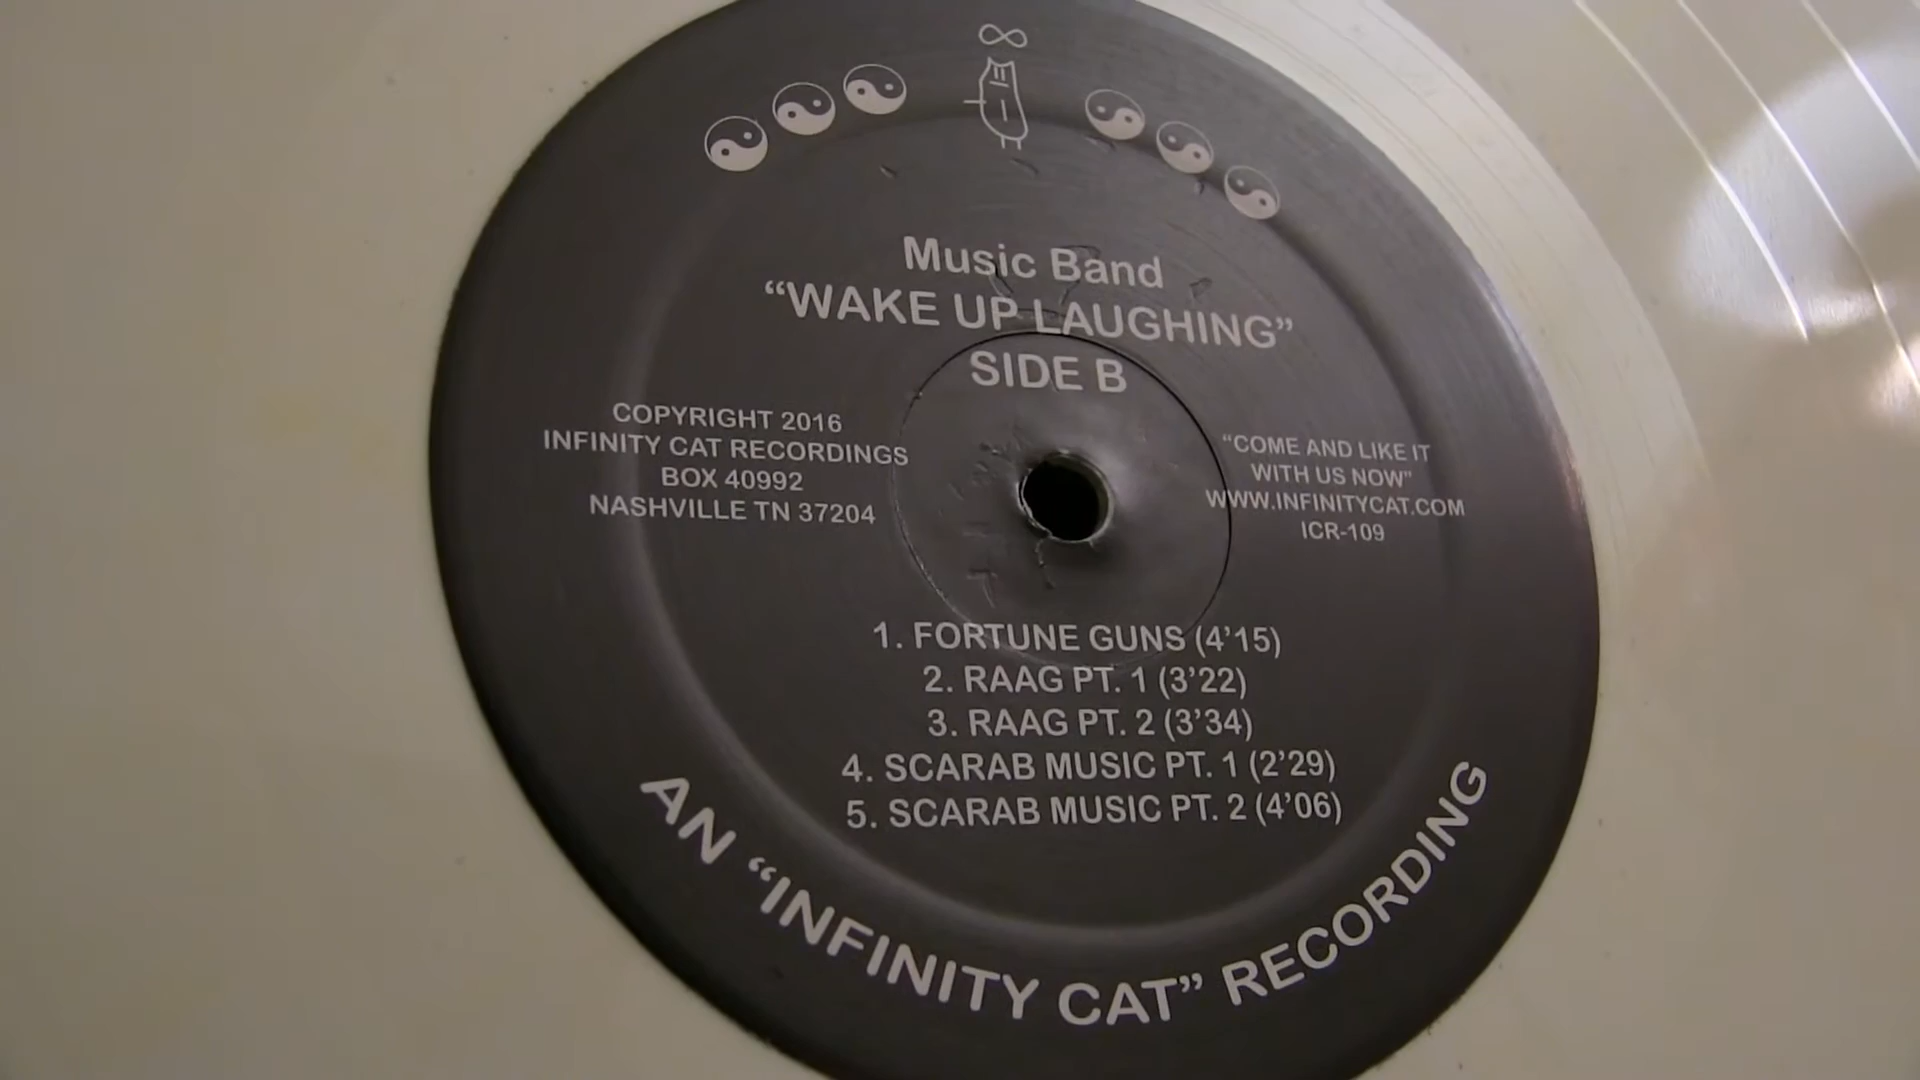 Music Band
“WAKE UP LAUGHING”
SIDE B
COPYRIGHT 2016
INFINITY CAT RECORDINGS
BOX 40992
NASHVILLE TN 37204
“COME AND LIKE IT
WITH US NOW”
WWW.INFINITYCAT.COM
ICR-109
1. FORTUNE GUNS (4’15)
2. RAAG PT. 1 (3’22)
3. RAAG PT. 2 (3’34)
4. SCARAB MUSIC PT. 1 (2’29)
5. SCARAB MUSIC PT. 2 (4’06)
AN “INFINITY CAT” RECORDING